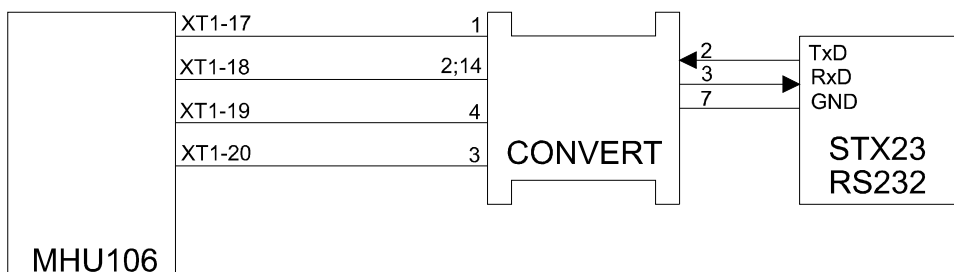 XT1-17 1
XT1-18 2;14
XT1-19 4
XT1-20 3
MHU106
CONVERT
2
3
7
TxD
RxD
GND
STX23
RS232